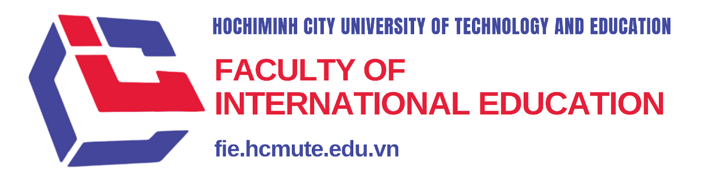 HOCHIMINH CITY UNIVERSITY OF TECHNOLOGY AND EDUCATION
FACULTY OF
INTERNATIONAL EDUCATION
fie.hcmute.edu.vn